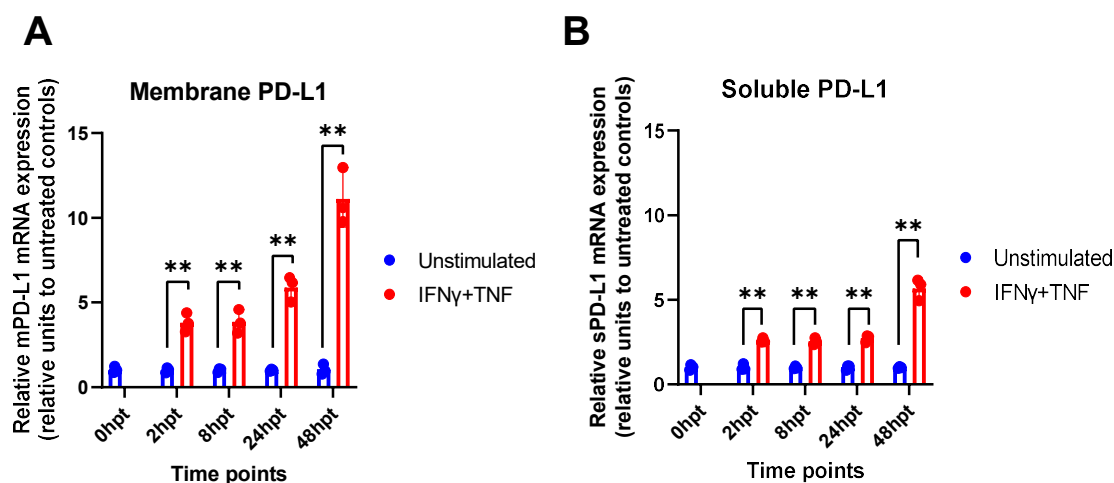 A
Membrane PD-L1
Relative mPD-L1 mRNA expression
(relative units to untreated controls)
15
10
5
0
**
**
**
**
0hpt
2hpt
8hpt
24hpt
48hpt
Time points
Unstimulated
IFNγ+TNF
B
Soluble PD-L1
Relative sPD-L1 mRNA expression
(relative units to untreated controls)
15
10
5
0
**
**
**
**
0hpt
2hpt
8hpt
24hpt
48hpt
Time points
Unstimulated
IFNγ+TNF